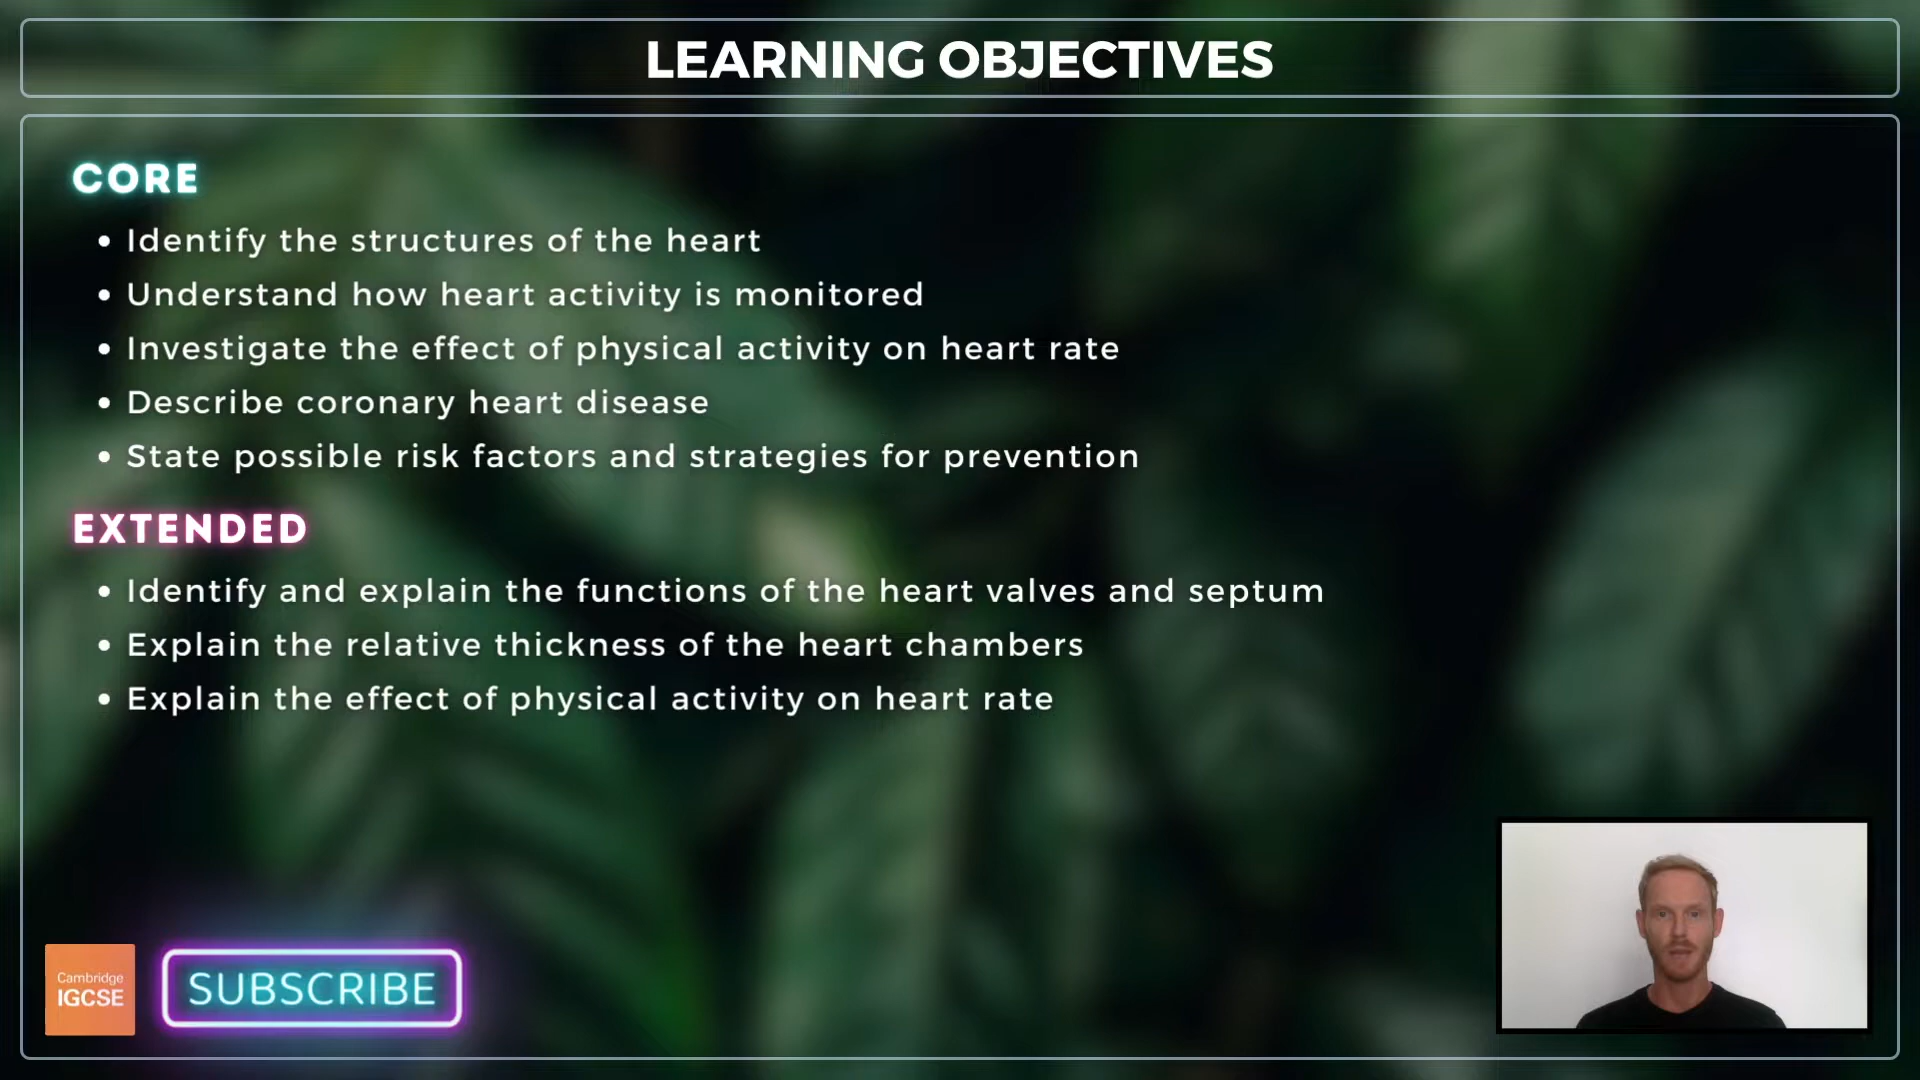 LEARNING OBJECTIVES
CORE
• Identify the structures of the heart
• Understand how heart activity is monitored
• Investigate the effect of physical activity on heart rate
• Describe coronary heart disease
• State possible risk factors and strategies for prevention
EXTENDED
• Identify and explain the functions of the heart valves and septum
• Explain the relative thickness of the heart chambers
• Explain the effect of physical activity on heart rate
Cambridge
IGCSE
SUBSCRIBE